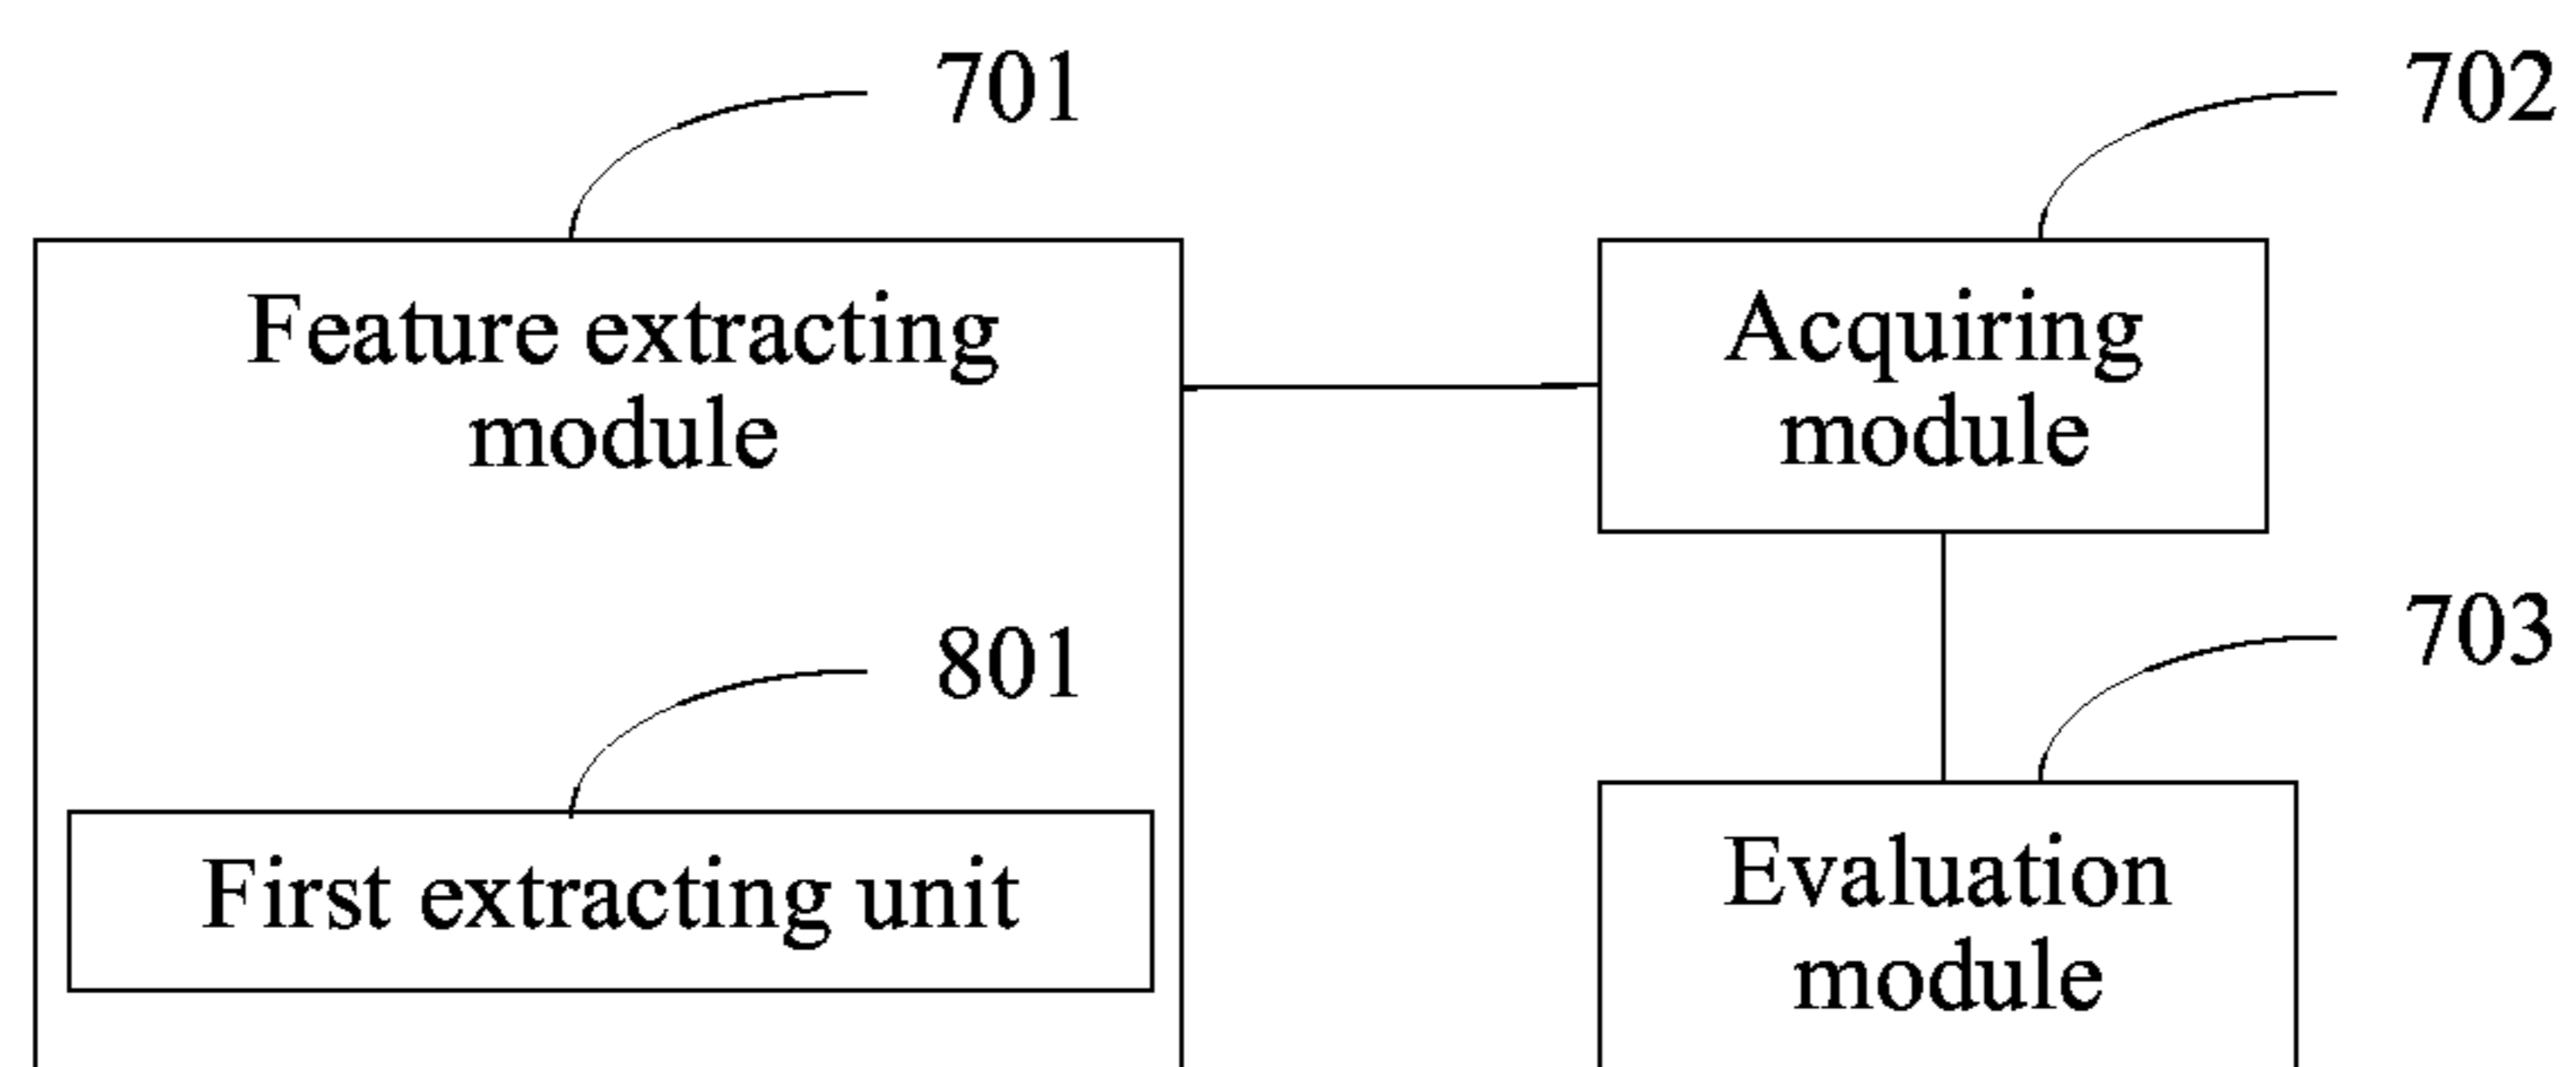 701
702
Feature extracting
module
Acquiring
module
801
703
First extracting unit
Evaluation
module